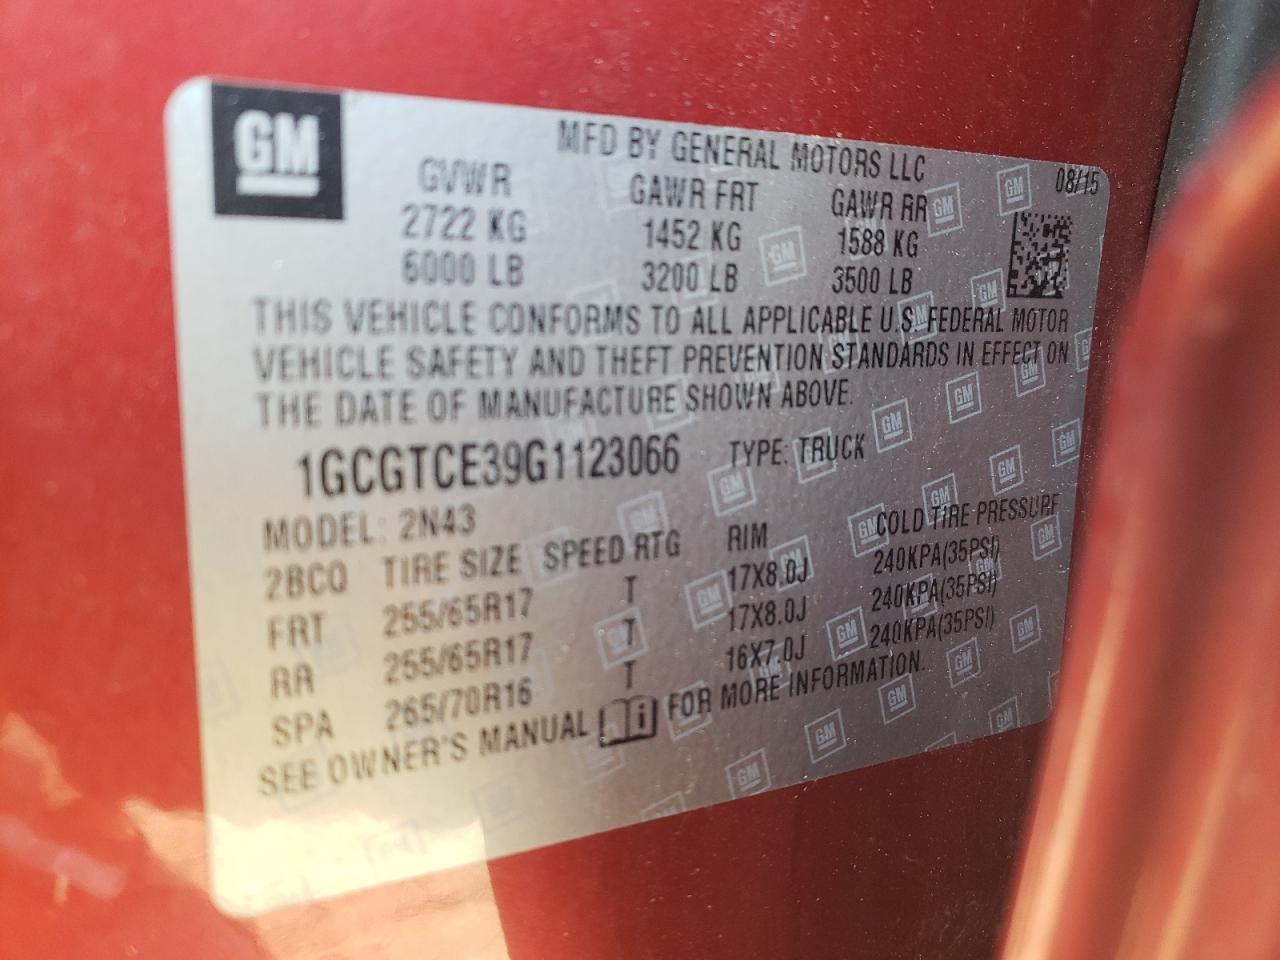 GM
MFD BY GENERAL MOTORS LLC
08/15
GVWR GAWR FRT GAWR RR
2722 KG 1452 KG 1588 KG
6000 LB 3200 LB 3500 LB
THIS VEHICLE CONFORMS TO ALL APPLICABLE U.S. FEDERAL MOTOR
VEHICLE SAFETY AND THEFT PREVENTION STANDARDS IN EFFECT ON
THE DATE OF MANUFACTURE SHOWN ABOVE.
1GCGTCE39G1123066 TYPE: TRUCK
MODEL: 2N43
2BCQ TIRE SIZE SPEED RTG RIM COLD TIRE PRESSURE
FRT 255/65R17 T 17X8.0J 240KPA(35PSI)
RR 255/65R17 T 17X8.0J 240KPA(35PSI)
SPA 265/70R16 T 16X7.0J 240KPA(35PSI)
SEE OWNER'S MANUAL i FOR MORE INFORMATION.